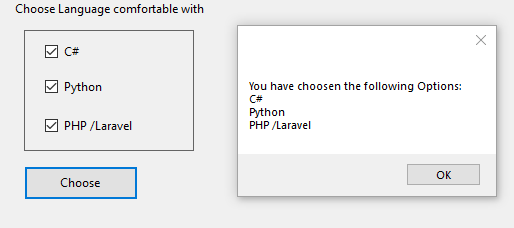 Choose Language comfortable with
C#
Python
PHP /Laravel
Choose
You have choosen the following Options:
C#
Python
PHP /Laravel
OK